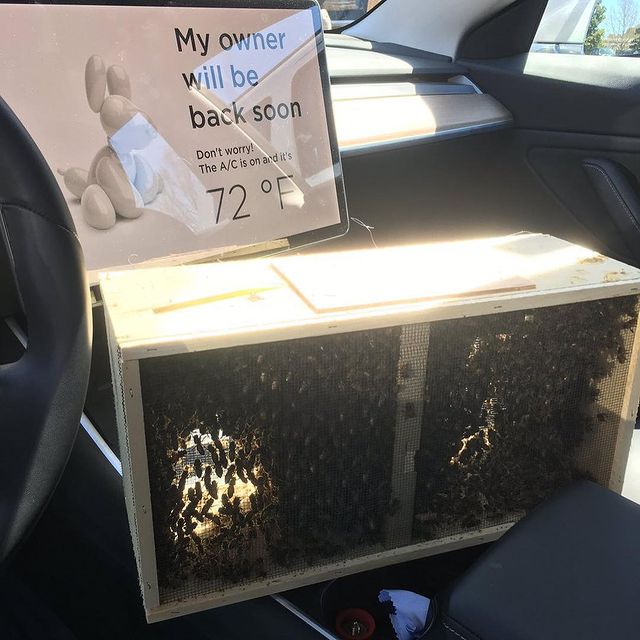 My owner
will be
back soon
Don't worry!
The A/C is on and it's
72 °F